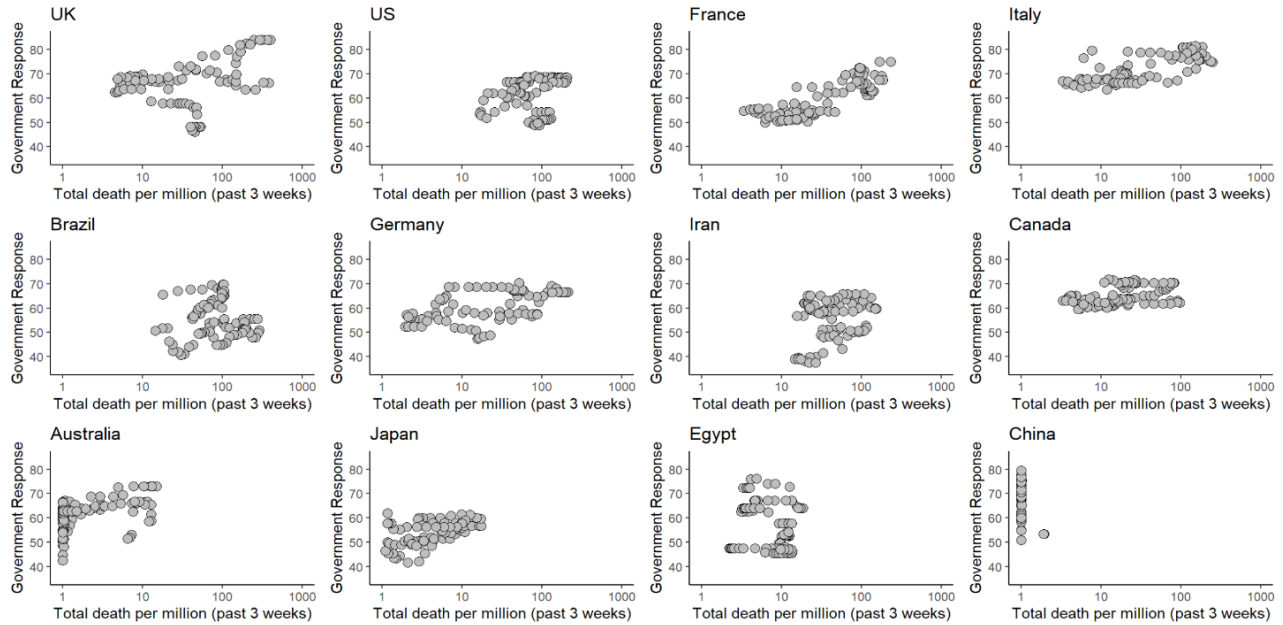 UK US France Italy
Government Response Government Response Government Response Government Response
80 80 80 80
70 70 70 70
60 60 60 60
50 50 50 50
40 40 40 40
1 10 100 1000 1 10 100 1000 1 10 100 1000 1 10 100 1000
Total death per million (past 3 weeks) Total death per million (past 3 weeks) Total death per million (past 3 weeks) Total death per million (past 3 weeks)
Brazil Germany Iran Canada
Government Response Government Response Government Response Government Response
80 80 80 80
70 70 70 70
60 60 60 60
50 50 50 50
40 40 40 40
1 10 100 1000 1 10 100 1000 1 10 100 1000 1 10 100 1000
Total death per million (past 3 weeks) Total death per million (past 3 weeks) Total death per million (past 3 weeks) Total death per million (past 3 weeks)
Australia Japan Egypt China
Government Response Government Response Government Response Government Response
80 80 80 80
70 70 70 70
60 60 60 60
50 50 50 50
40 40 40 40
1 10 100 1000 1 10 100 1000 1 10 100 1000 1 10 100 1000
Total death per million (past 3 weeks) Total death per million (past 3 weeks) Total death per million (past 3 weeks) Total death per million (past 3 weeks)